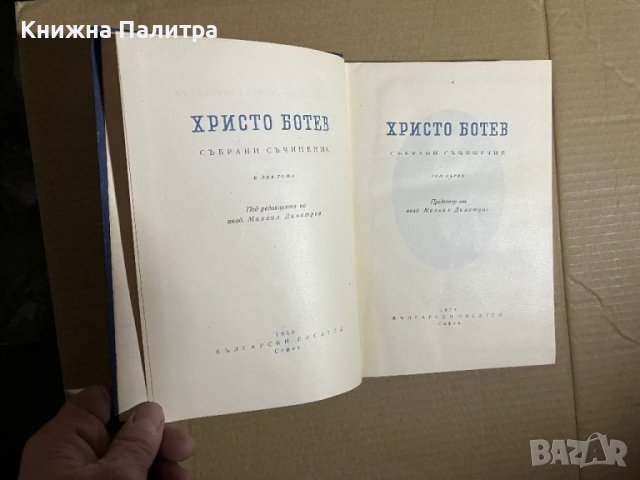 Книжна Палитра
ХРИСТО БОТЕВ
СЪБРАНИ СЪЧИНЕНИЯ
В ДВА ТОМА
Под редакцията на
акад. Михаил Димитров
БЪЛГАРСКИ ПИСАТЕЛ
София
ХРИСТО БОТЕВ
СЪБРАНИ СЪЧИНЕНИЯ
ТОМ ПЪРВИ
Предговор от
акад. Михаил Димитров
БЪЛГАРСКИ ПИСАТЕЛ
София
BAZAR